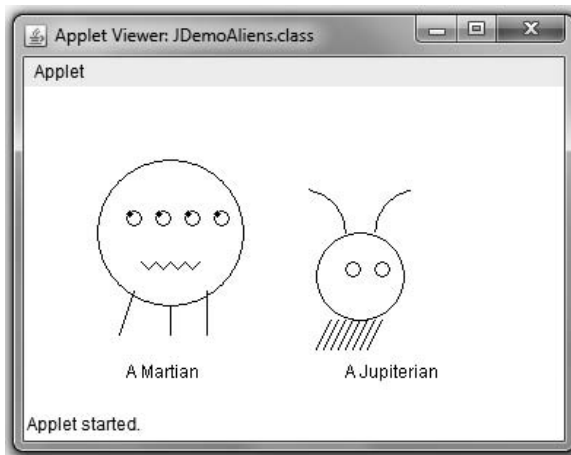 Applet Viewer: JDemoAliens.class
Applet
A Martian
A Jupiterian
Applet started.